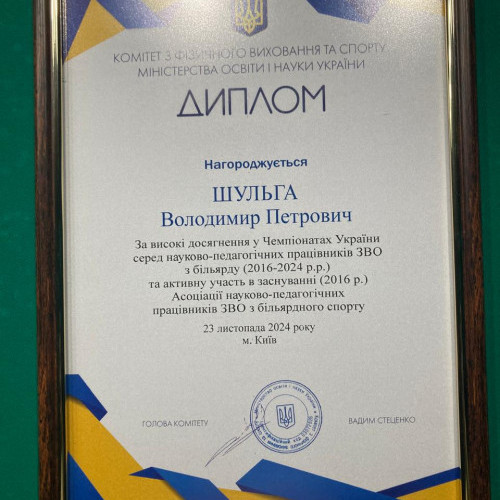 КОМІТЕТ З ФІЗИЧНОГО ВИХОВАННЯ ТА СПОРТУ
МІНІСТЕРСТВА ОСВІТИ І НАУКИ УКРАЇНИ
ДИПЛОМ
Нагороджується
ШУЛЬГА
Володимир Петрович
За високі досягнення у Чемпіонатах України
серед науково-педагогічних працівників ЗВО
з більярду (2016-2024 р.р.)
та активну участь в заснуванні (2016 р.)
Асоціації науково-педагогічних
працівників ЗВО з більярдного спорту
23 листопада 2024 року
м. Київ
ГОЛОВА КОМІТЕТУ
ВАДИМ СТЕЦЕНКО